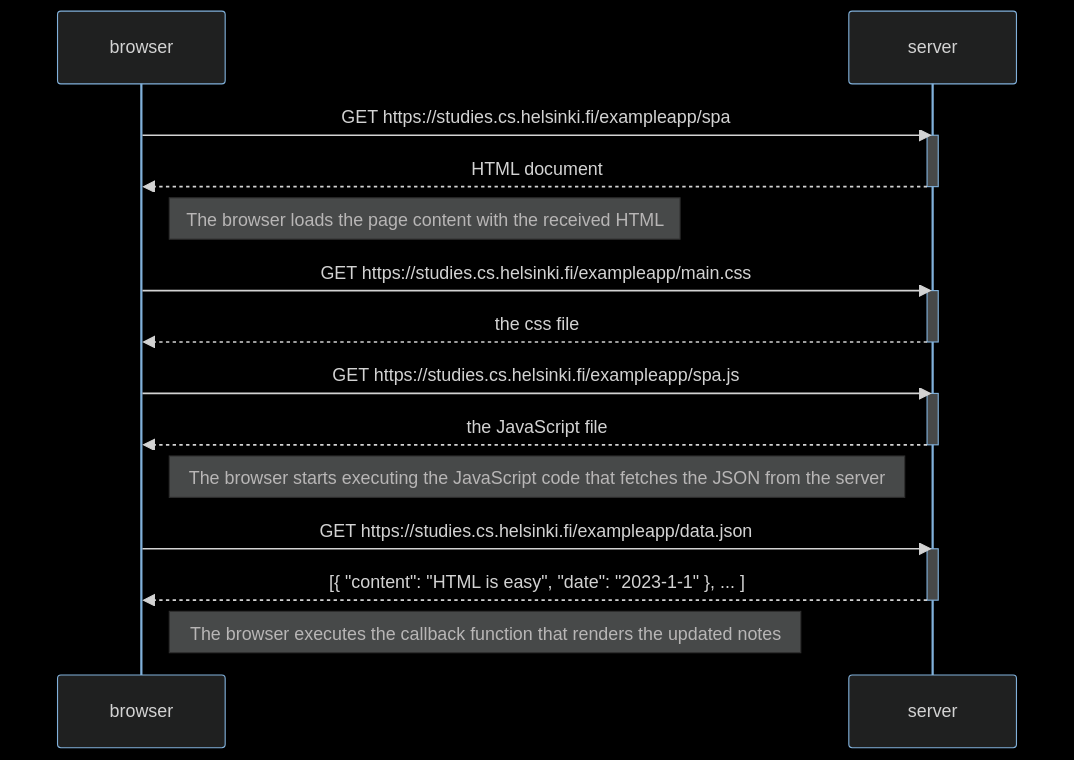 browser
server
GET https://studies.cs.helsinki.fi/exampleapp/spa
HTML document
The browser loads the page content with the received HTML
GET https://studies.cs.helsinki.fi/exampleapp/main.css
the css file
GET https://studies.cs.helsinki.fi/exampleapp/spa.js
the JavaScript file
The browser starts executing the JavaScript code that fetches the JSON from the server
GET https://studies.cs.helsinki.fi/exampleapp/data.json
[{ "content": "HTML is easy", "date": "2023-1-1" }, ... ]
The browser executes the callback function that renders the updated notes
browser
server